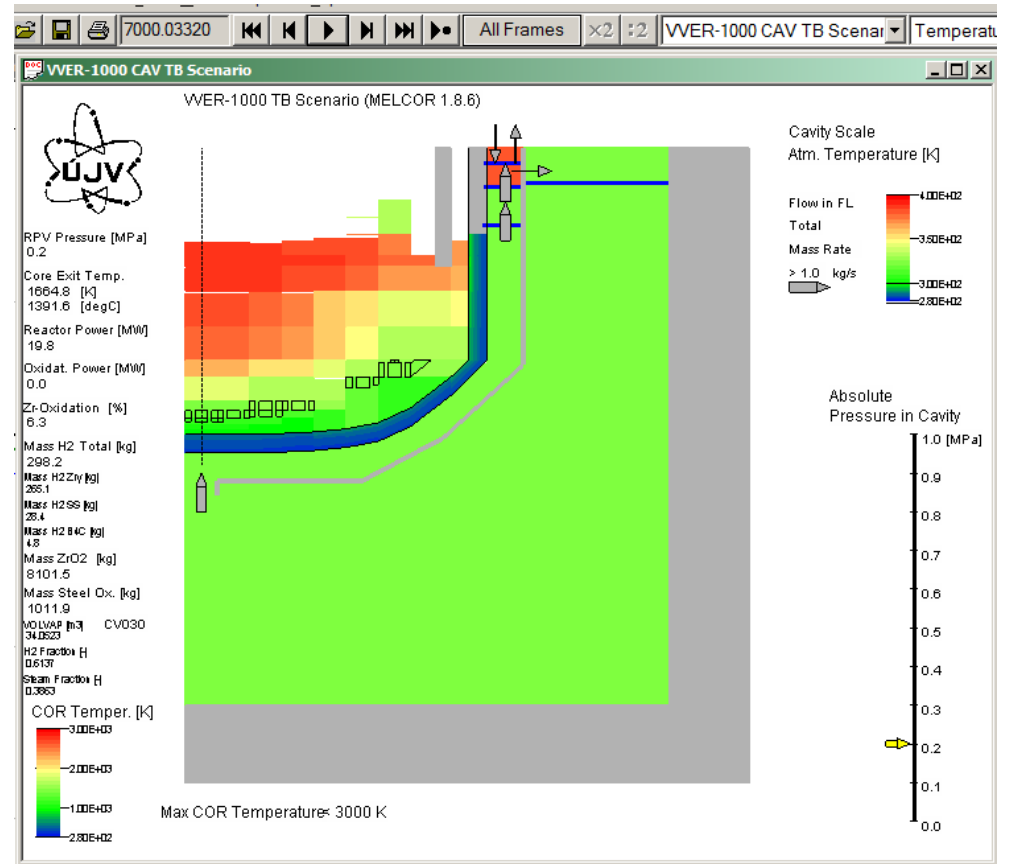 7000.03320 All Frames ×2 :2 VVER-1000 CAV TB Scenar Temperatu
VVER-1000 CAV TB Scenario
VVER-1000 TB Scenario (MELCOR 1.8.6)
ÚJV
RPV Pressure [MPa]
0.2
Core Exit Temp.
1664.8 [K]
1391.6 [degC]
Reactor Power [MW]
19.8
Oxidat. Power [MW]
0.0
Zr-Oxidation [%]
6.3
Mass H2 Total [kg]
298.2
Mass H2 Zry [kg]
265.1
Mass H2 SS [kg]
28.4
Mass H2 B4C [kg]
4.8
Mass ZrO2 [kg]
8101.5
Mass Steel Ox. [kg]
1011.9
VOLVAP [m3] CV030
34.0523
H2 Fraction [-]
0.6137
Steam Fraction [-]
0.3863
COR Temper. [K]
3.00E+03
2.00E+03
1.00E+03
2.80E+02
Max COR Temperature< 3000 K
Cavity Scale
Atm. Temperature [K]
Flow in FL
Total
Mass Rate
> 1.0 kg/s
4.00E+02
3.50E+02
3.00E+02
2.80E+02
Absolute
Pressure in Cavity
1.0 [MPa]
0.9
0.8
0.7
0.6
0.5
0.4
0.3
0.2
0.1
0.0